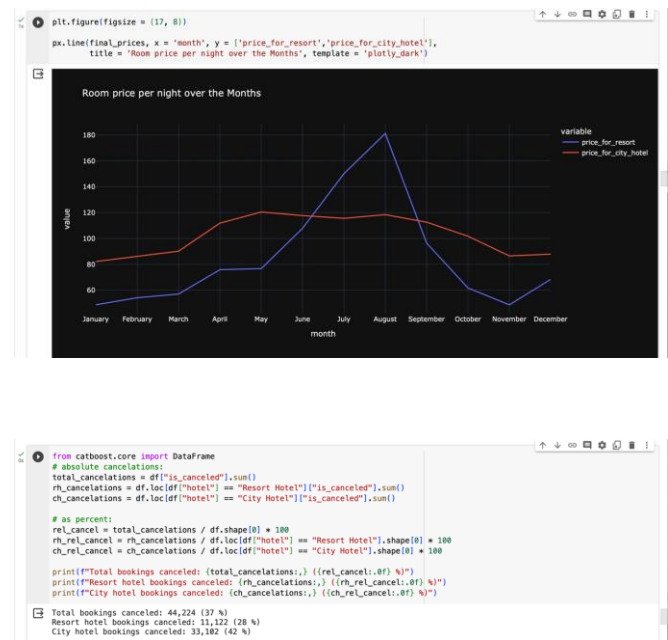 plt.figure(figsize = (17, 8))
px.line(final_prices, x = 'month', y = ['price_for_resort','price_for_city_hotel'],
title = 'Room price per night over the Months', template = 'plotly_dark')
Room price per night over the Months
variable
price_for_resort
price_for_city_hotel
180
160
140
120
100
80
60
value
January February March April May June July August September October November December
month
from catboost.core import DataFrame
# absolute cancelations:
total_cancelations = df["is_canceled"].sum()
rh_cancelations = df.loc[df["hotel"] == "Resort Hotel"]["is_canceled"].sum()
ch_cancelations = df.loc[df["hotel"] == "City Hotel"]["is_canceled"].sum()
# as percent:
rel_cancel = total_cancelations / df.shape[0] * 100
rh_rel_cancel = rh_cancelations / df.loc[df["hotel"] == "Resort Hotel"].shape[0] * 100
ch_rel_cancel = ch_cancelations / df.loc[df["hotel"] == "City Hotel"].shape[0] * 100
print(f"Total bookings canceled: {total_cancelations:,} ({rel_cancel:.0f} %)")
print(f"Resort hotel bookings canceled: {rh_cancelations:,} ({rh_rel_cancel:.0f} %)")
print(f"City hotel bookings canceled: {ch_cancelations:,} ({ch_rel_cancel:.0f} %)")
Total bookings canceled: 44,224 (37 %)
Resort hotel bookings canceled: 11,122 (28 %)
City hotel bookings canceled: 33,102 (42 %)